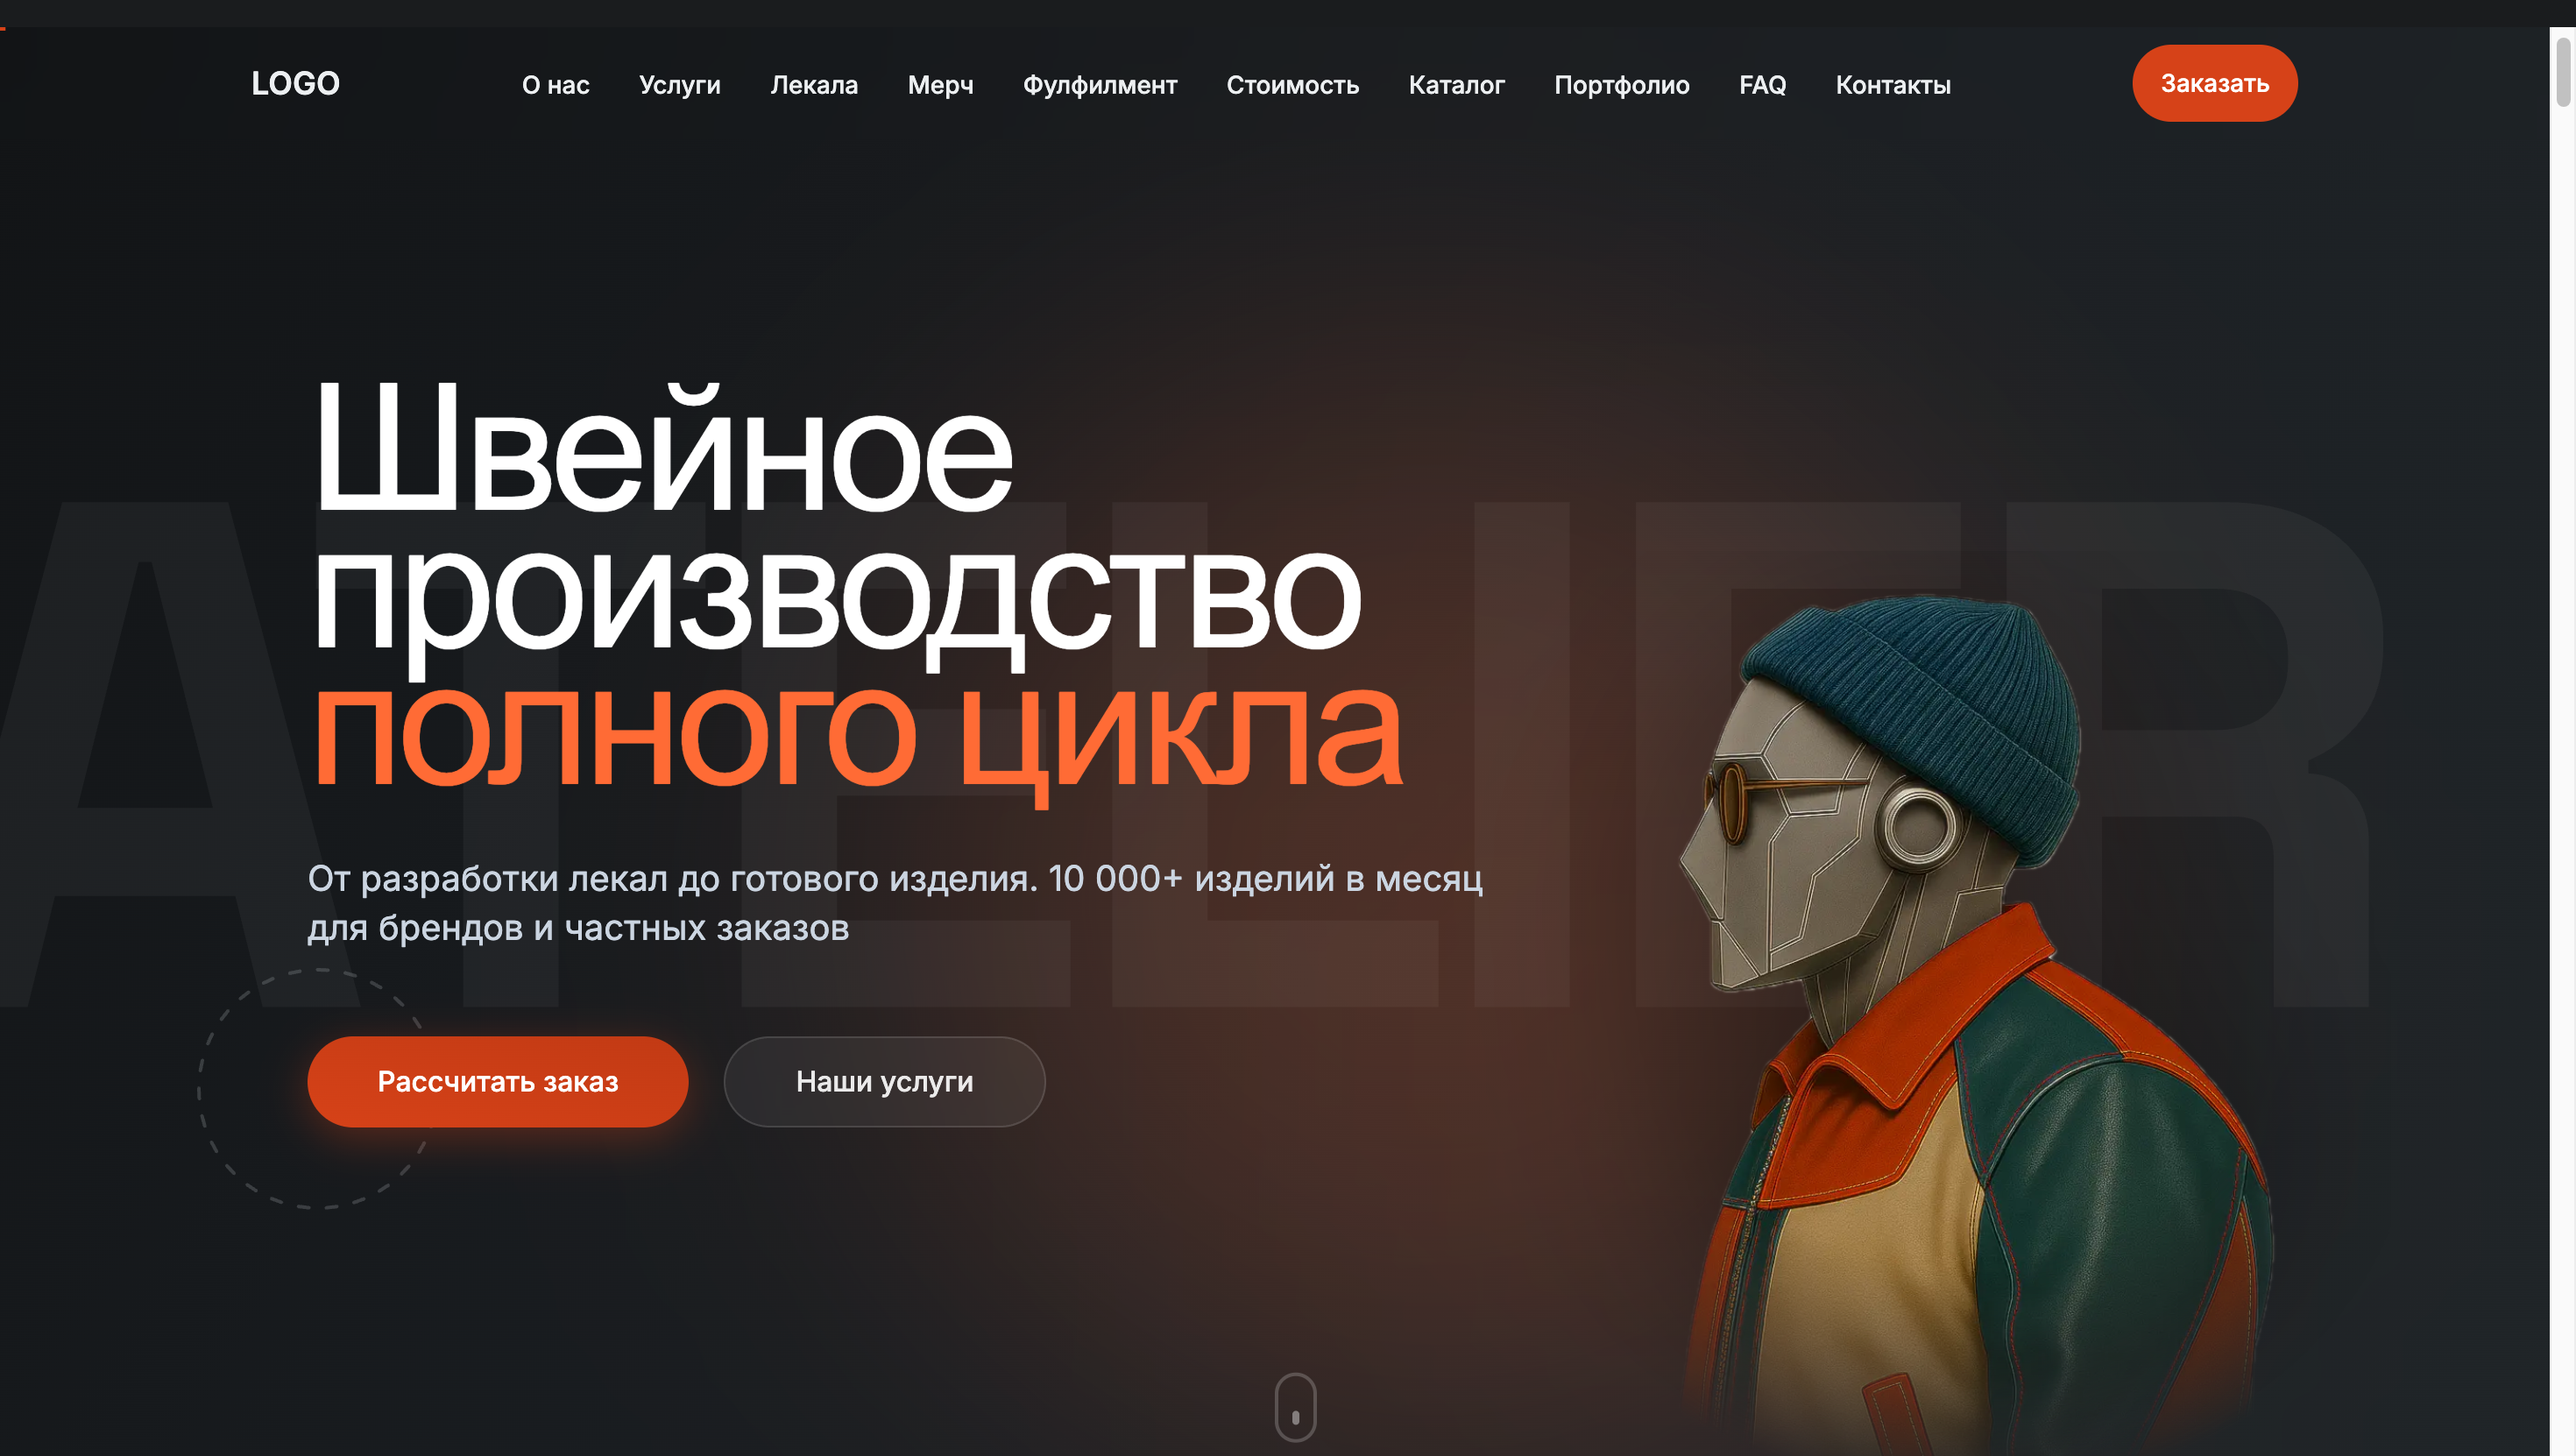 LOGO
О нас
Услуги
Лекала
Мерч
Фулфилмент
Стоимость
Каталог
Портфолио
FAQ
Контакты
Заказать
ATELIER
Швейное
производство
полного цикла
От разработки лекал до готового изделия. 10 000+ изделий в месяц
для брендов и частных заказов
Рассчитать заказ
Наши услуги